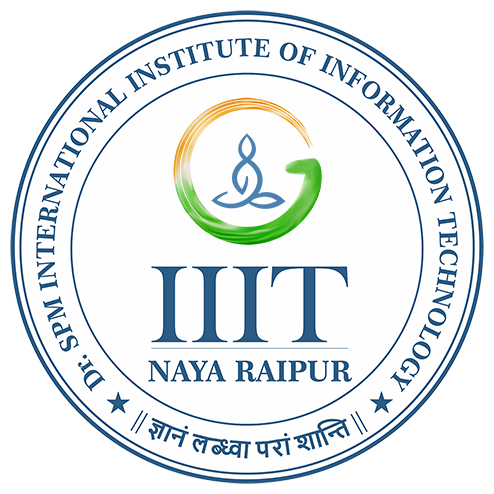 Dr. SPM INTERNATIONAL INSTITUTE OF INFORMATION TECHNOLOGY
IIIT
NAYA RAIPUR
|| ज्ञानं लब्ध्वा परां शान्ति ||